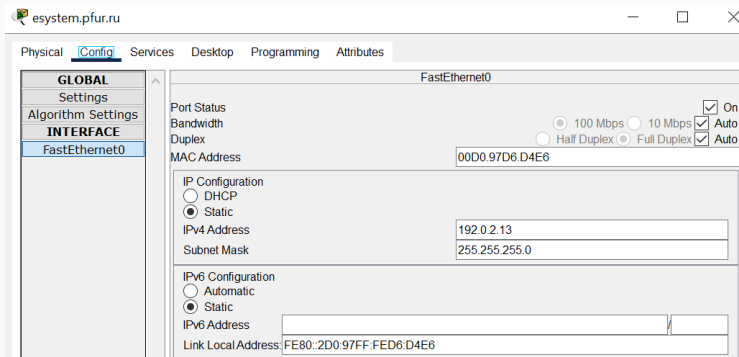 esystem.pfur.ru
Physical Config Services Desktop Programming Attributes
GLOBAL
Settings
Algorithm Settings
INTERFACE
FastEthernet0
FastEthernet0
Port Status On
Bandwidth 100 Mbps 10 Mbps Auto
Duplex Half Duplex Full Duplex Auto
MAC Address 00D0.97D6.D4E6
IP Configuration
DHCP
Static
IPv4 Address 192.0.2.13
Subnet Mask 255.255.255.0
IPv6 Configuration
Automatic
Static
IPv6 Address /
Link Local Address: FE80::2D0:97FF:FED6:D4E6